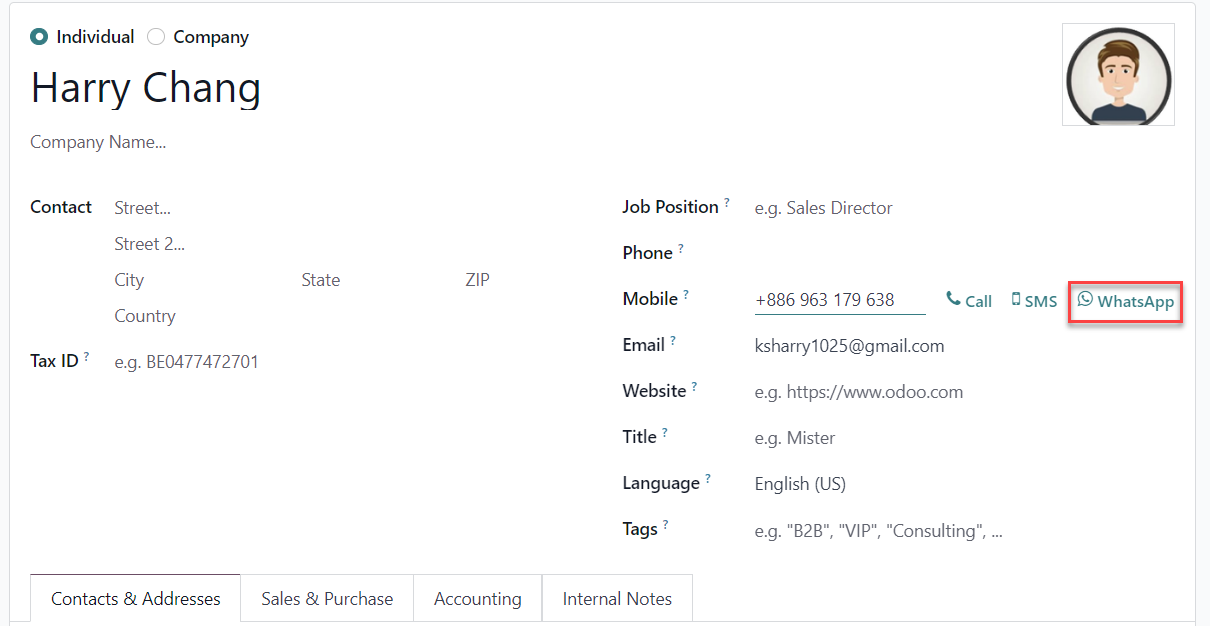 Individual Company
Harry Chang
Company Name...
Contact Street...
Street 2...
City State ZIP
Country
Tax ID ? e.g. BE0477472701
Job Position ? e.g. Sales Director
Phone ?
Mobile ? +886 963 179 638 Call SMS WhatsApp
Email ? ksharry1025@gmail.com
Website ? e.g. https://www.odoo.com
Title ? e.g. Mister
Language ? English (US)
Tags ? e.g. "B2B", "VIP", "Consulting", ...
Contacts & Addresses Sales & Purchase Accounting Internal Notes